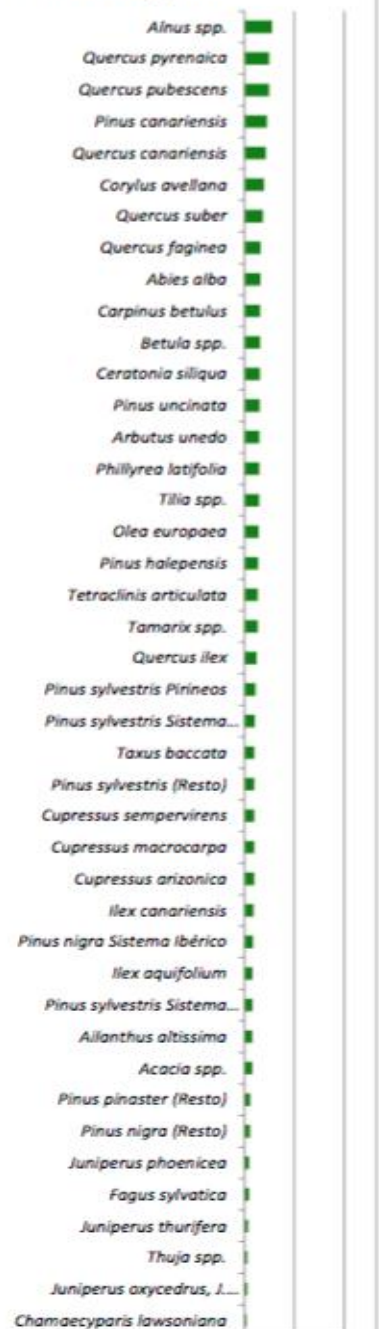 Alnus spp.
Quercus pyrenaica
Quercus pubescens
Pinus canariensis
Quercus canariensis
Corylus avellana
Quercus suber
Quercus faginea
Abies alba
Carpinus betulus
Betula spp.
Ceratonia siliqua
Pinus uncinata
Arbutus unedo
Phillyrea latifolia
Tilia spp.
Olea europaea
Pinus halepensis
Tetraclinis articulata
Tamarix spp.
Quercus ilex
Pinus sylvestris Pirineos
Pinus sylvestris Sistema...
Taxus baccata
Pinus sylvestris (Resto)
Cupressus sempervirens
Cupressus macrocarpa
Cupressus arizonica
Ilex canariensis
Pinus nigra Sistema Ibérico
Ilex aquifolium
Pinus sylvestris Sistema...
Ailanthus altissima
Acacia spp.
Pinus pinaster (Resto)
Pinus nigra (Resto)
Juniperus phoenicea
Fagus sylvatica
Juniperus thurifera
Thuja spp.
Juniperus oxycedrus, J....
Chamaecyparis lawsoniana